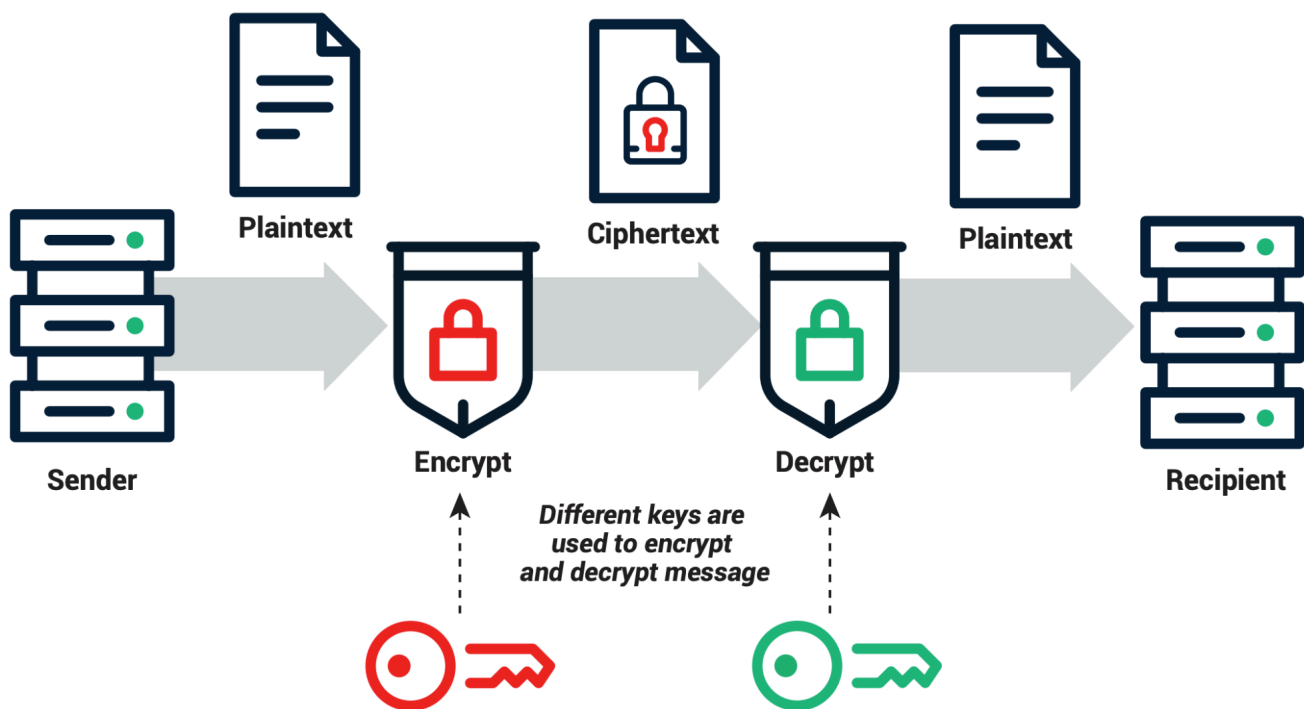 Plaintext
Ciphertext
Plaintext
Sender
Encrypt
Decrypt
Recipient
Different keys are
used to encrypt
and decrypt message